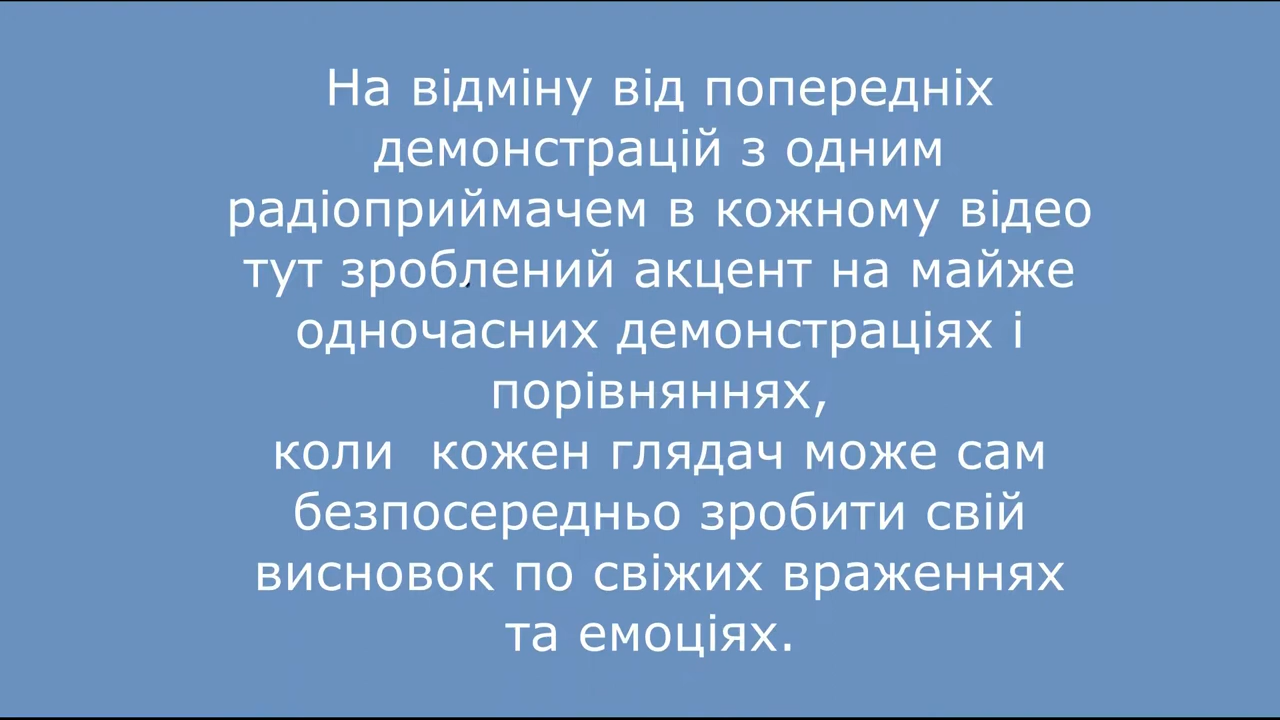 На відміну від попередніх
демонстрацій з одним
радіоприймачем в кожному відео
тут зроблений акцент на майже
одночасних демонстраціях і
порівняннях,
коли  кожен глядач може сам
безпосередньо зробити свій
висновок по свіжих враженнях
та емоціях.